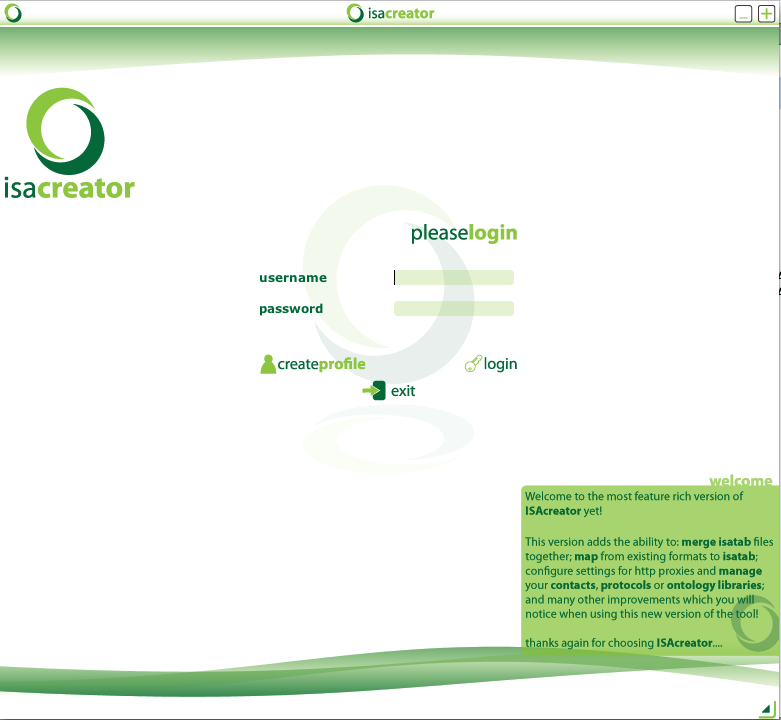 isacreator
isacreator
pleaselogin
username
password
createprofile
login
exit
welcome
Welcome to the most feature rich version of
ISAcreator yet!
This version adds the ability to: merge isatab files
together; map from existing formats to isatab;
configure settings for http proxies and manage
your contacts, protocols or ontology libraries;
and many other improvements which you will
notice when using this new version of the tool!
thanks again for choosing ISAcreator....